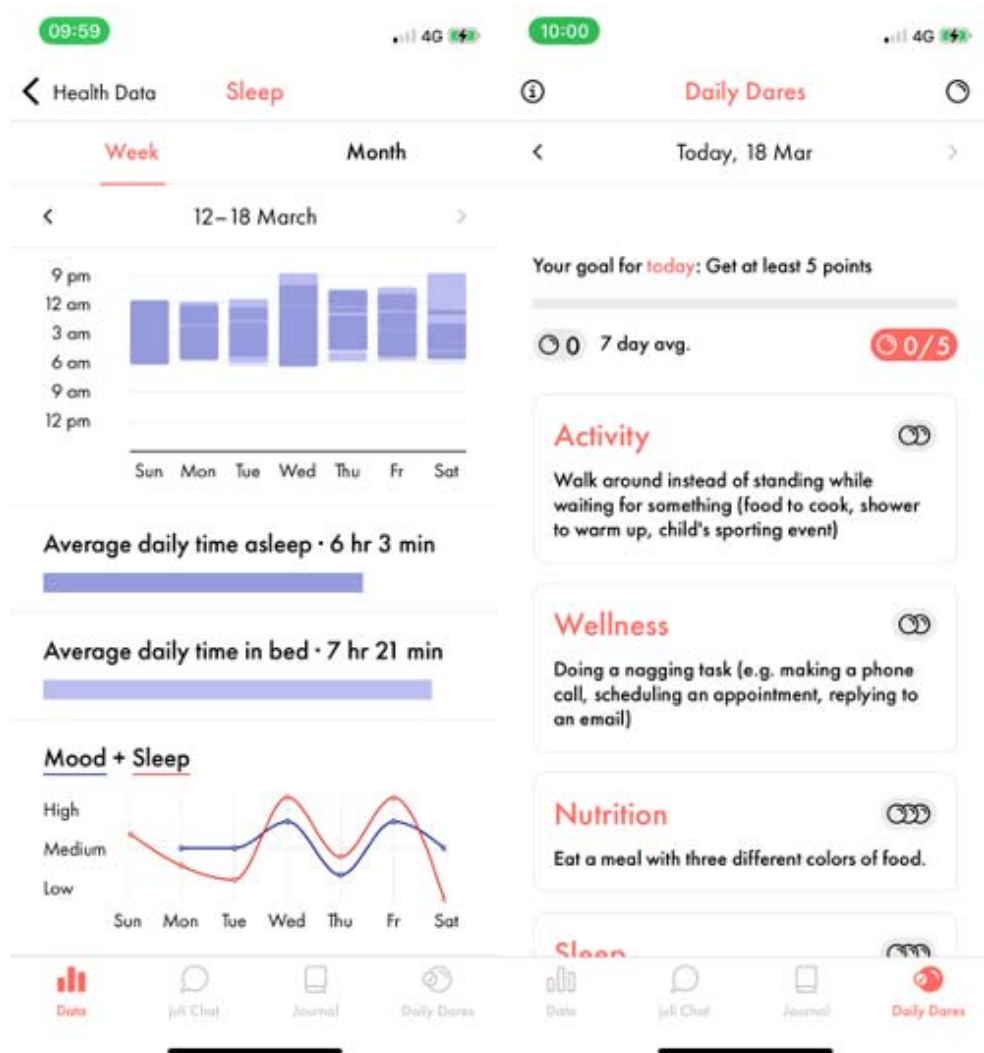 09:59
4G
Health Data
Sleep
Week
Month
12–18 March
9 pm
12 am
3 am
6 am
9 am
12 pm
Sun Mon Tue Wed Thu Fr Sat
Average daily time asleep · 6 hr 3 min
Average daily time in bed · 7 hr 21 min
Mood + Sleep
High
Medium
Low
Sun Mon Tue Wed Thu Fr Sat
Data
juli Chat
Journal
Daily Dares
10:00
4G
Daily Dares
Today, 18 Mar
Your goal for today: Get at least 5 points
0 7 day avg.
0/5
Activity
Walk around instead of standing while
waiting for something (food to cook, shower
to warm up, child's sporting event)
Wellness
Doing a nagging task (e.g. making a phone
call, scheduling an appointment, replying to
an email)
Nutrition
Eat a meal with three different colors of food.
Sleep
Data
juli Chat
Journal
Daily Dares